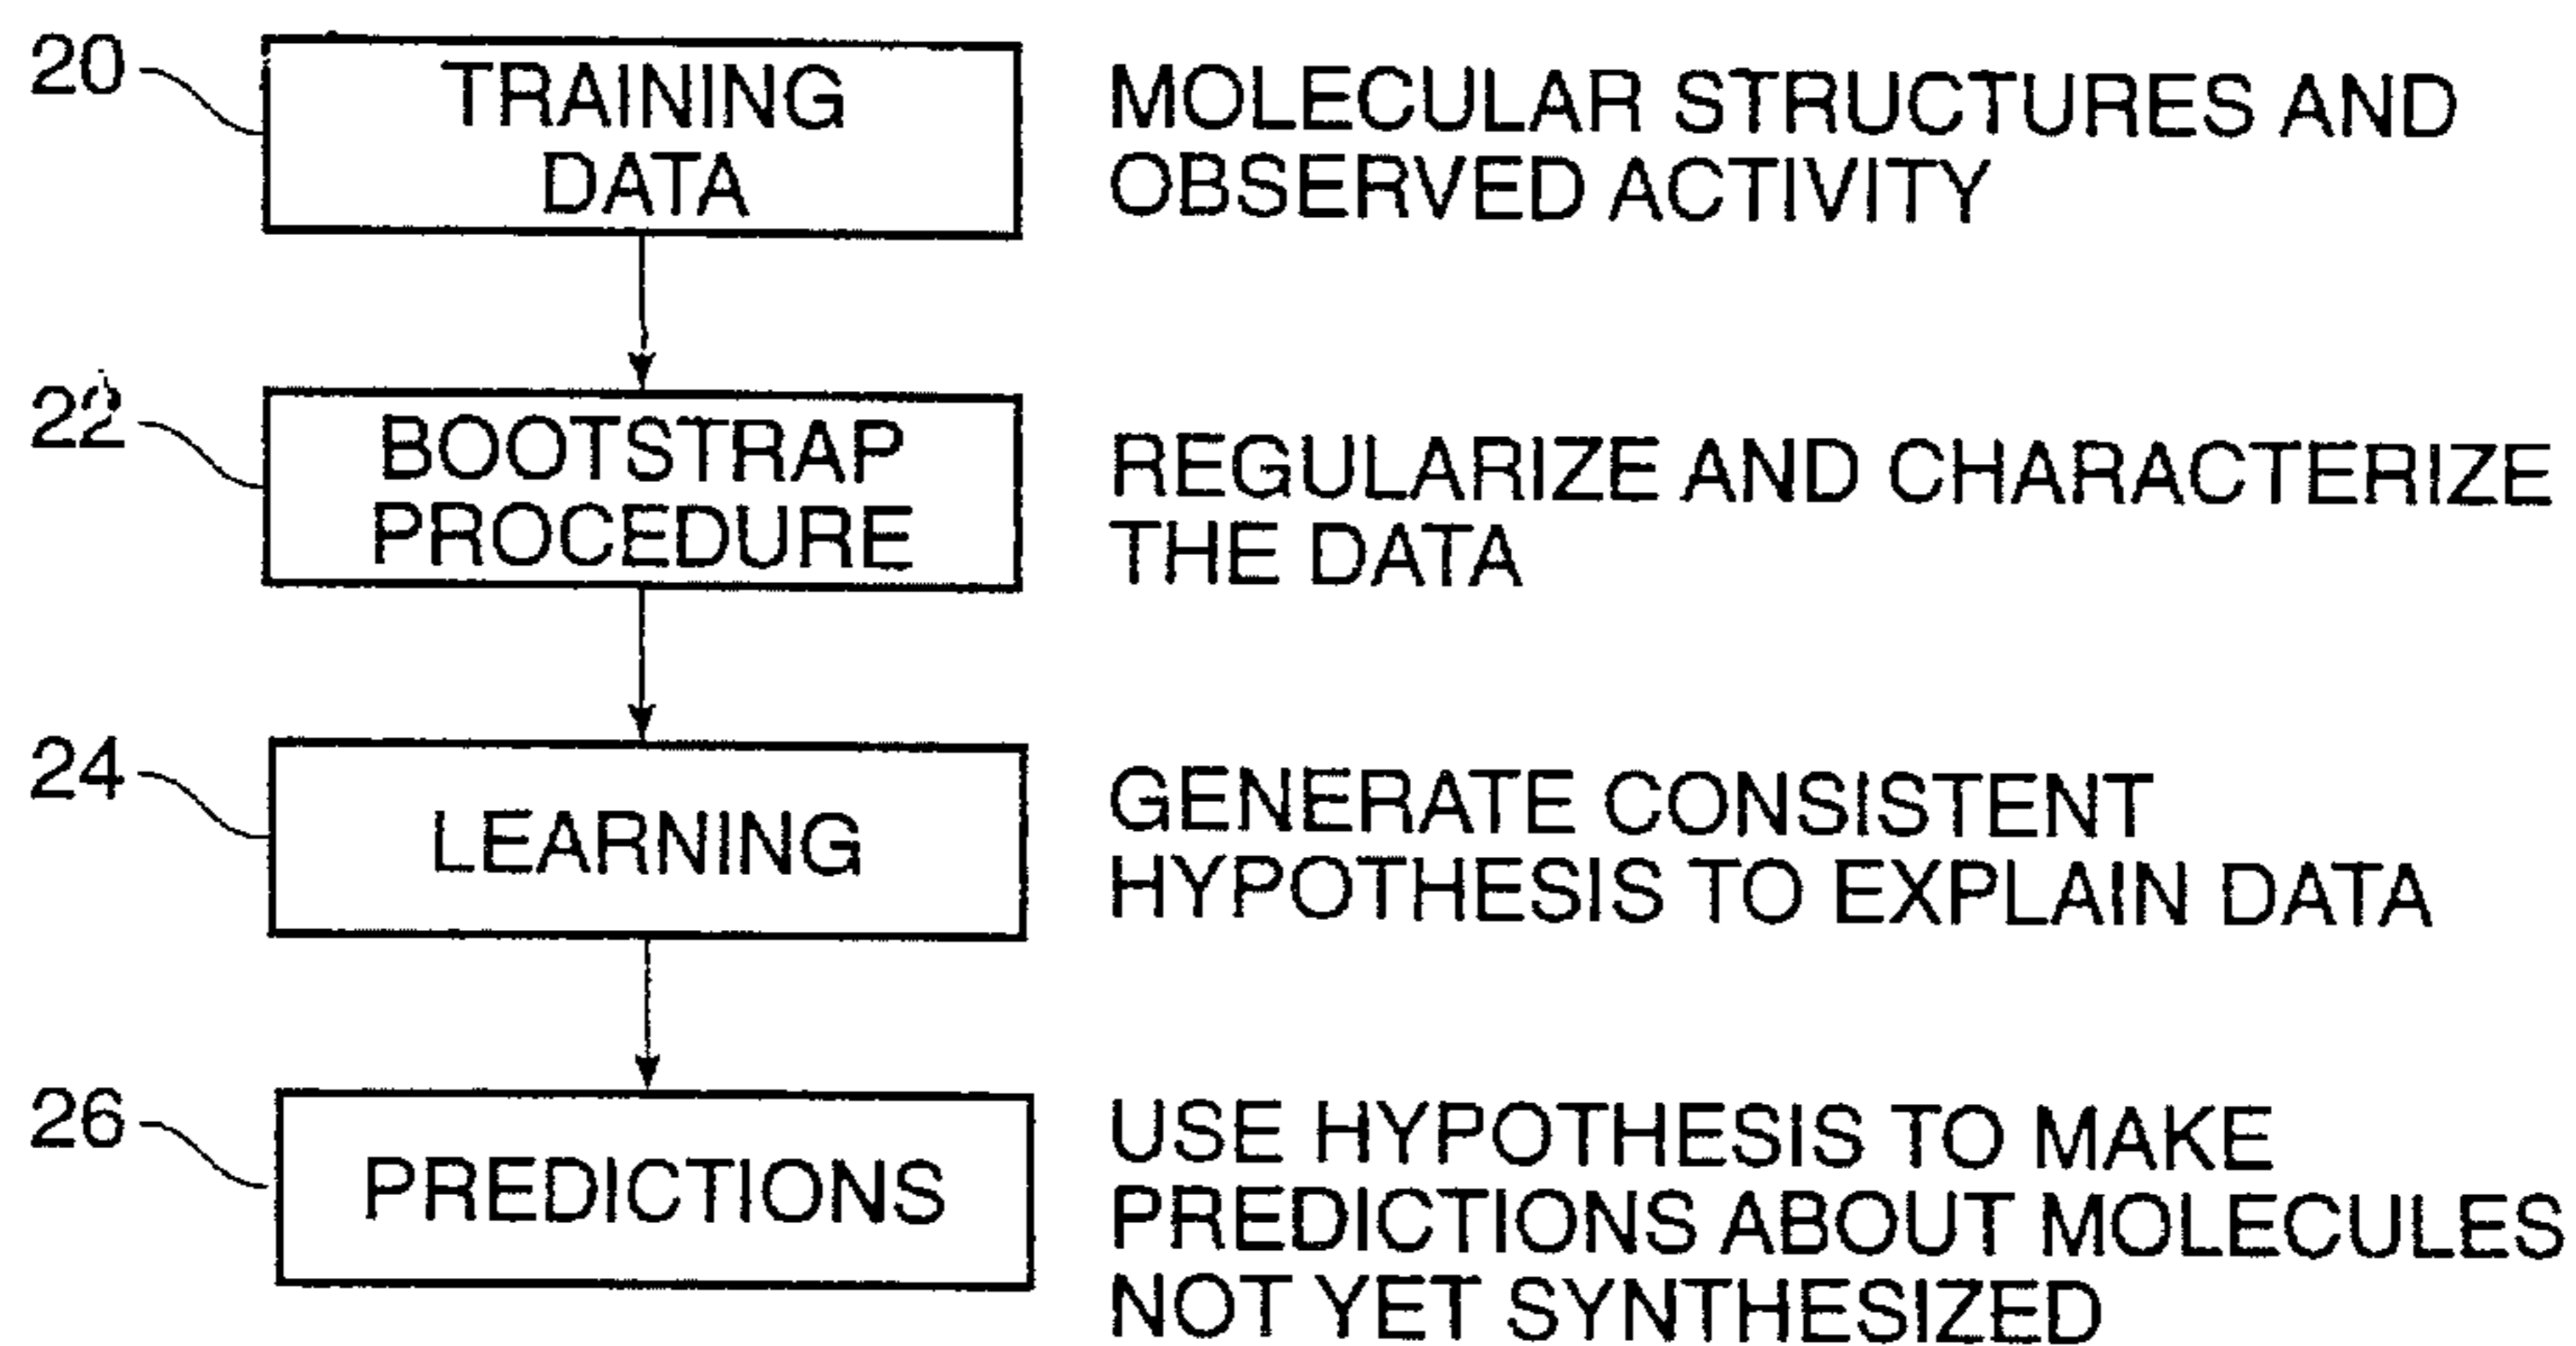 20
TRAINING
DATA
MOLECULAR STRUCTURES AND
OBSERVED ACTIVITY
22
BOOTSTRAP
PROCEDURE
REGULARIZE AND CHARACTERIZE
THE DATA
24
LEARNING
GENERATE CONSISTENT
HYPOTHESIS TO EXPLAIN DATA
26
PREDICTIONS
USE HYPOTHESIS TO MAKE
PREDICTIONS ABOUT MOLECULES
NOT YET SYNTHESIZED